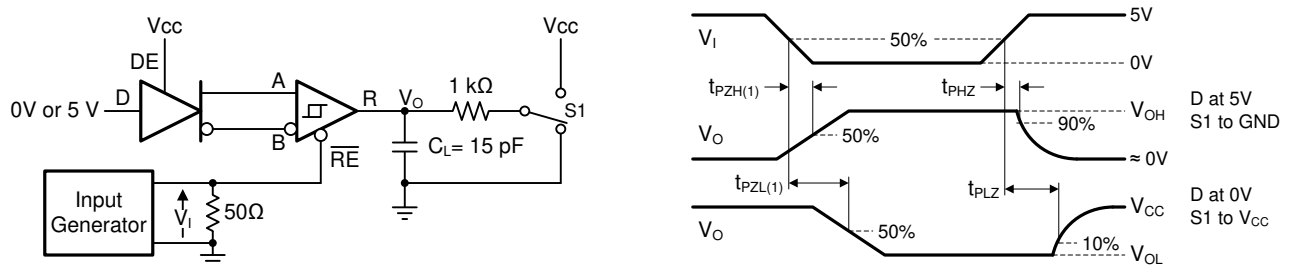 Vcc
DE
0V or 5 V
D
A
B
R
V_O
1 kΩ
Vcc
S1
C_L= 15 pF
R̅E̅
Input
Generator
V_I
50Ω
V_I
50%
5V
0V
t_PZH(1)
t_PHZ
V_O
50%
90%
V_OH
≈ 0V
D at 5V
S1 to GND
t_PZL(1)
t_PLZ
V_O
50%
10%
V_CC
V_OL
D at 0V
S1 to V_CC